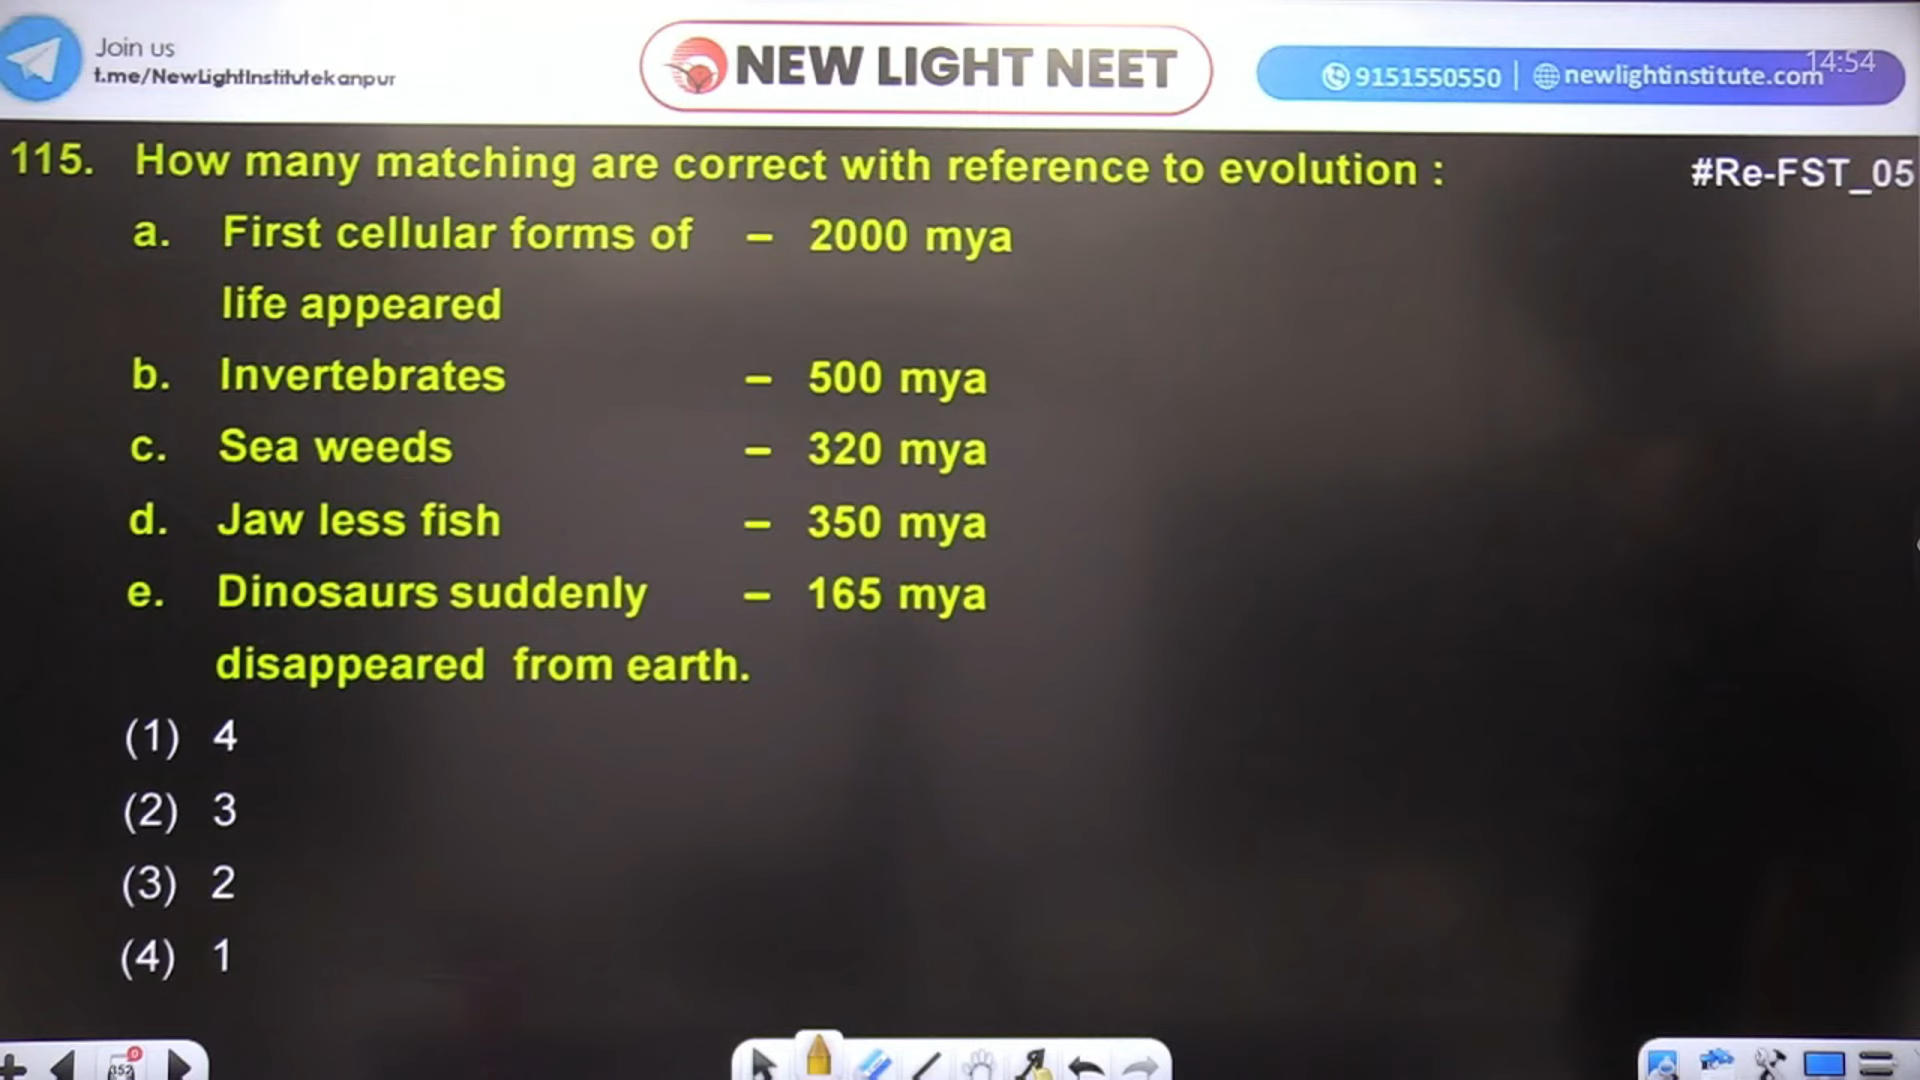 Join us
t.me/NewLightInstitutekanpur
NEW LIGHT NEET
9151550550 | newlightinstitute.com
14:54
115. How many matching are correct with reference to evolution :
#Re-FST_05
a. First cellular forms of – 2000 mya
life appeared
b. Invertebrates – 500 mya
c. Sea weeds – 320 mya
d. Jaw less fish – 350 mya
e. Dinosaurs suddenly – 165 mya
disappeared from earth.
(1) 4
(2) 3
(3) 2
(4) 1
0
352